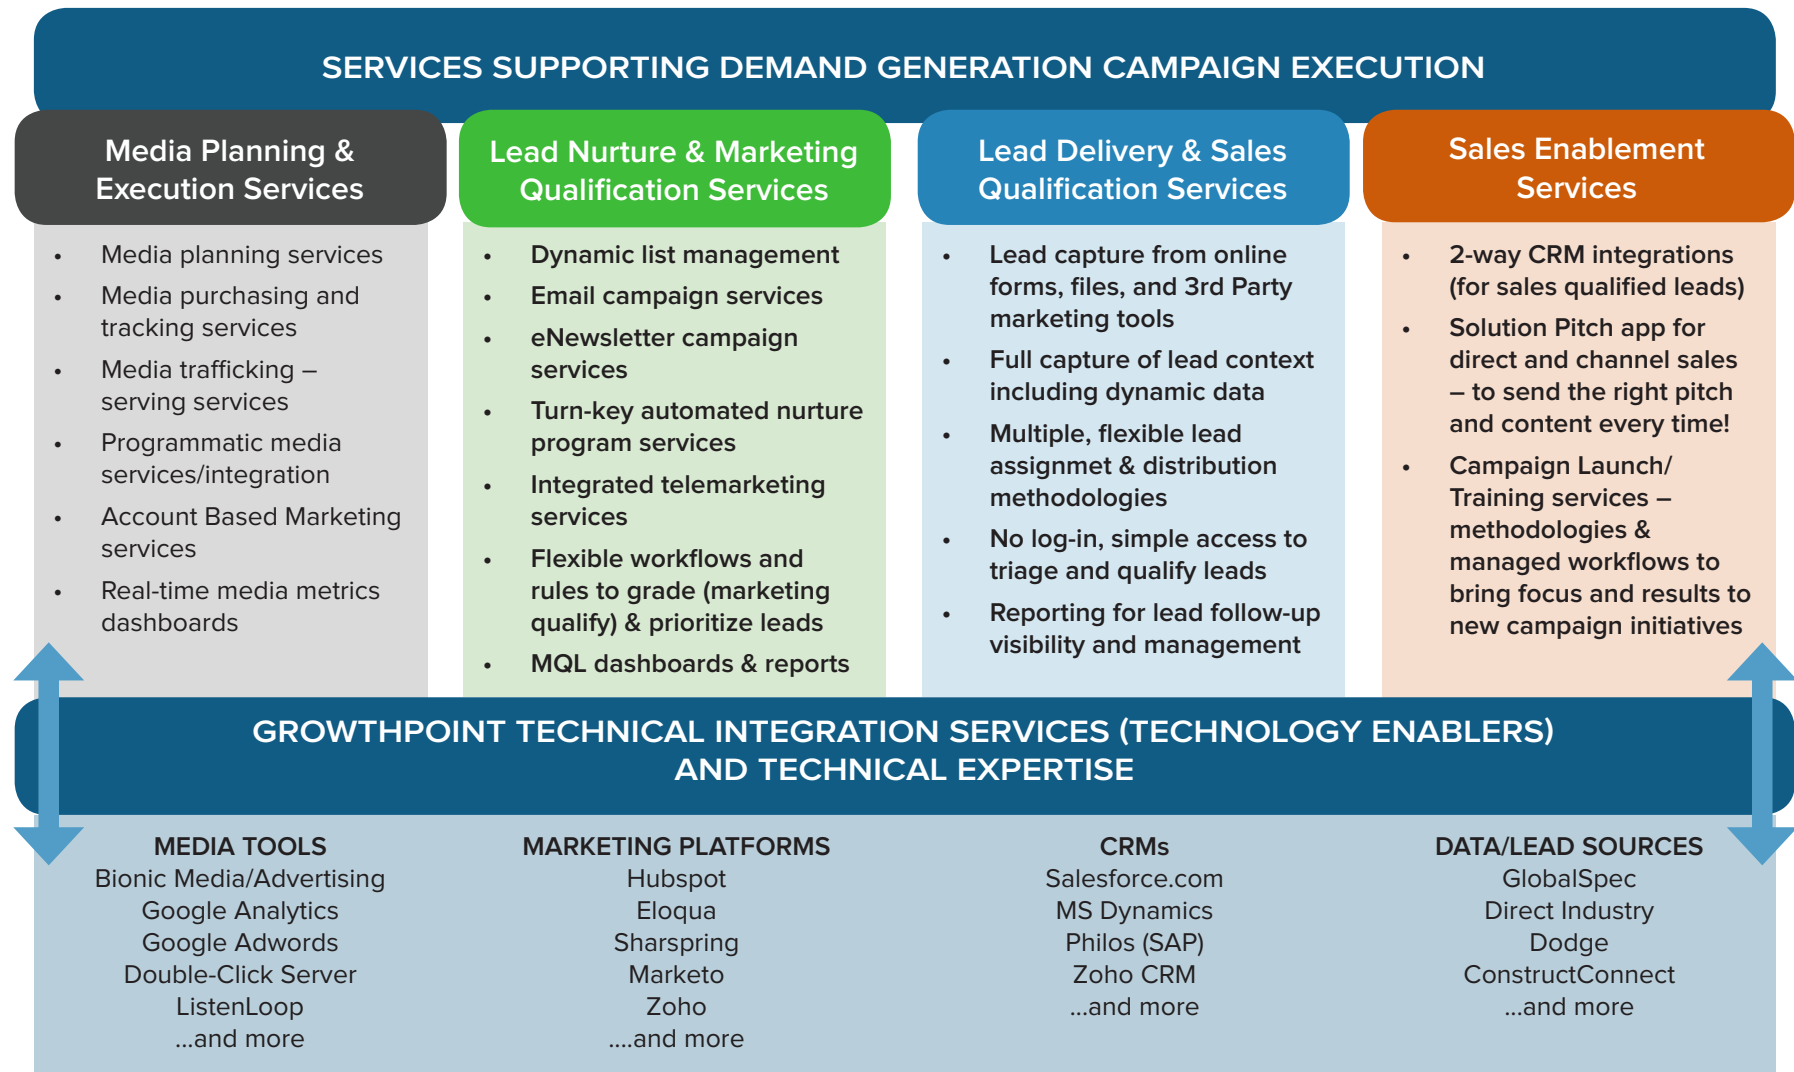 SERVICES SUPPORTING DEMAND GENERATION CAMPAIGN EXECUTION
Media Planning &
Execution Services
• Media planning services
• Media purchasing and
tracking services
• Media trafficking –
serving services
• Programmatic media
services/integration
• Account Based Marketing
services
• Real-time media metrics
dashboards
Lead Nurture & Marketing
Qualification Services
• Dynamic list management
• Email campaign services
• eNewsletter campaign
services
• Turn-key automated nurture
program services
• Integrated telemarketing
services
• Flexible workflows and
rules to grade (marketing
qualify) & prioritize leads
• MQL dashboards & reports
Lead Delivery & Sales
Qualification Services
• Lead capture from online
forms, files, and 3rd Party
marketing tools
• Full capture of lead context
including dynamic data
• Multiple, flexible lead
assignmet & distribution
methodologies
• No log-in, simple access to
triage and qualify leads
• Reporting for lead follow-up
visibility and management
Sales Enablement
Services
• 2-way CRM integrations
(for sales qualified leads)
• Solution Pitch app for
direct and channel sales
– to send the right pitch
and content every time!
• Campaign Launch/
Training services –
methodologies &
managed workflows to
bring focus and results to
new campaign initiatives
GROWTHPOINT TECHNICAL INTEGRATION SERVICES (TECHNOLOGY ENABLERS)
AND TECHNICAL EXPERTISE
MEDIA TOOLS
Bionic Media/Advertising
Google Analytics
Google Adwords
Double-Click Server
ListenLoop
...and more
MARKETING PLATFORMS
Hubspot
Eloqua
Sharspring
Marketo
Zoho
....and more
CRMs
Salesforce.com
MS Dynamics
Philos (SAP)
Zoho CRM
...and more
DATA/LEAD SOURCES
GlobalSpec
Direct Industry
Dodge
ConstructConnect
...and more